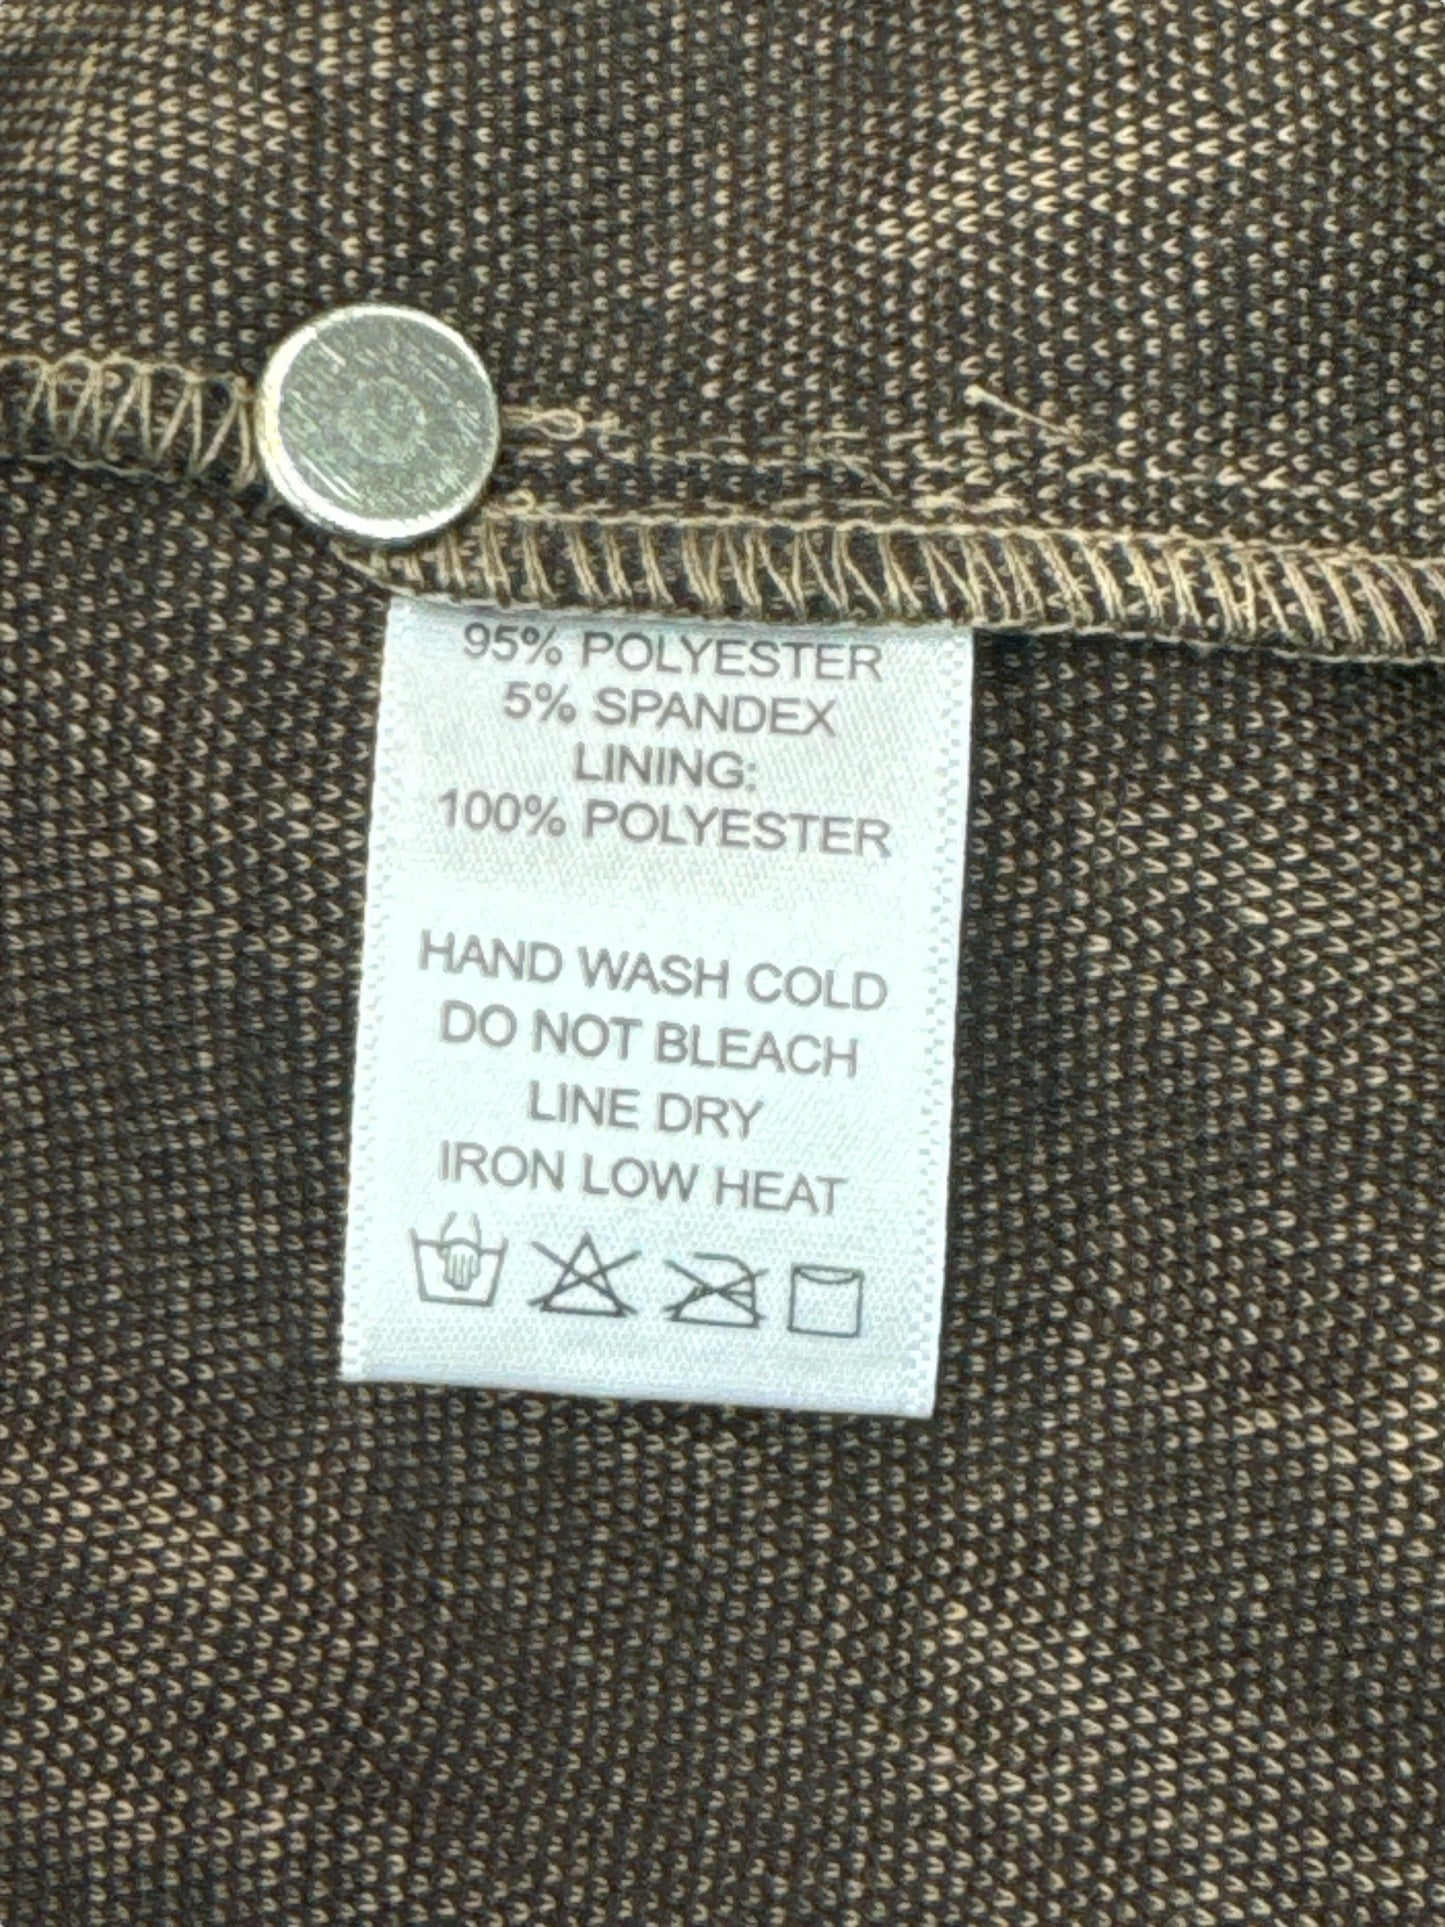 95% POLYESTER
5% SPANDEX
LINING:
100% POLYESTER
HAND WASH COLD
DO NOT BLEACH
LINE DRY
IRON LOW HEAT